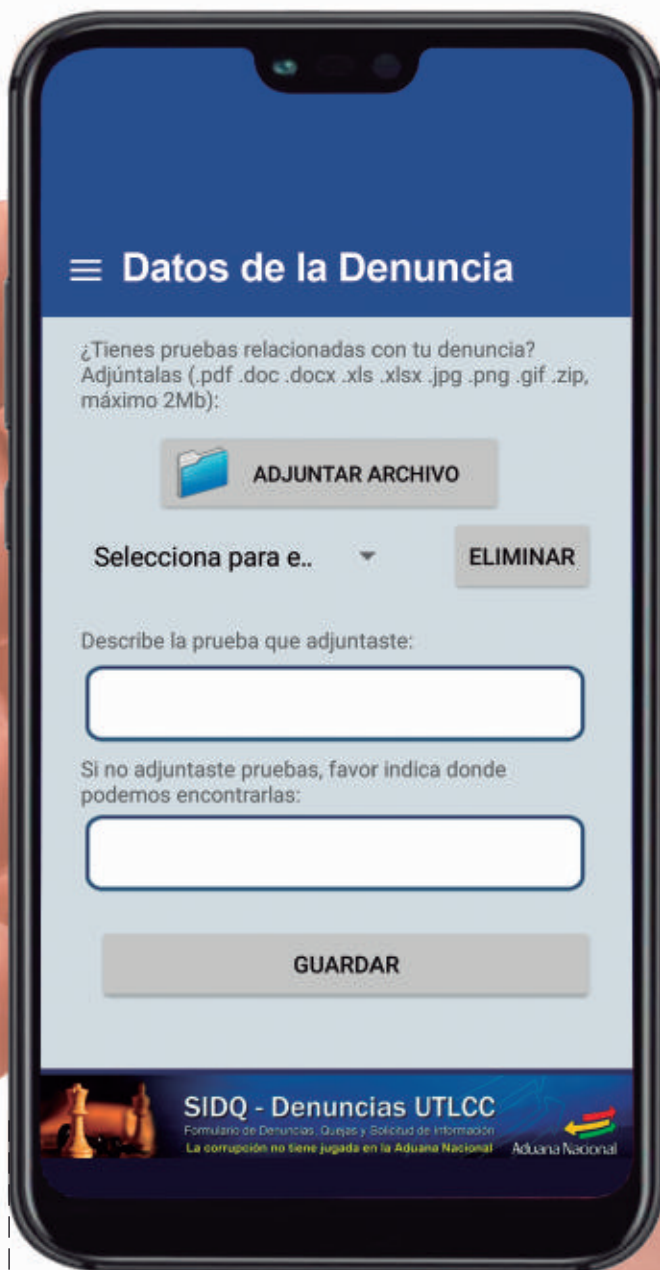 Datos de la Denuncia
¿Tienes pruebas relacionadas con tu denuncia?
Adjúntalas (.pdf .doc .docx .xls .xlsx .jpg .png .gif .zip,
máximo 2Mb):
ADJUNTAR ARCHIVO
Selecciona para e..
ELIMINAR
Describe la prueba que adjuntaste:
Si no adjuntaste pruebas, favor indica donde
podemos encontrarlas:
GUARDAR
SIDQ - Denuncias UTLCC
Formulario de Denuncias, Quejas y Solicitud de Información
La corrupción no tiene jugada en la Aduana Nacional
Aduana Nacional